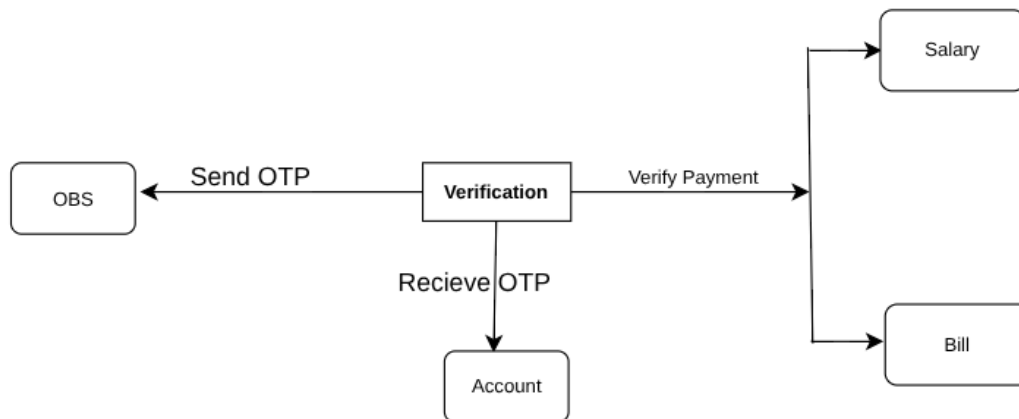 Salary
Send OTP
Verify Payment
OBS
Verification
Recieve OTP
Bill
Account